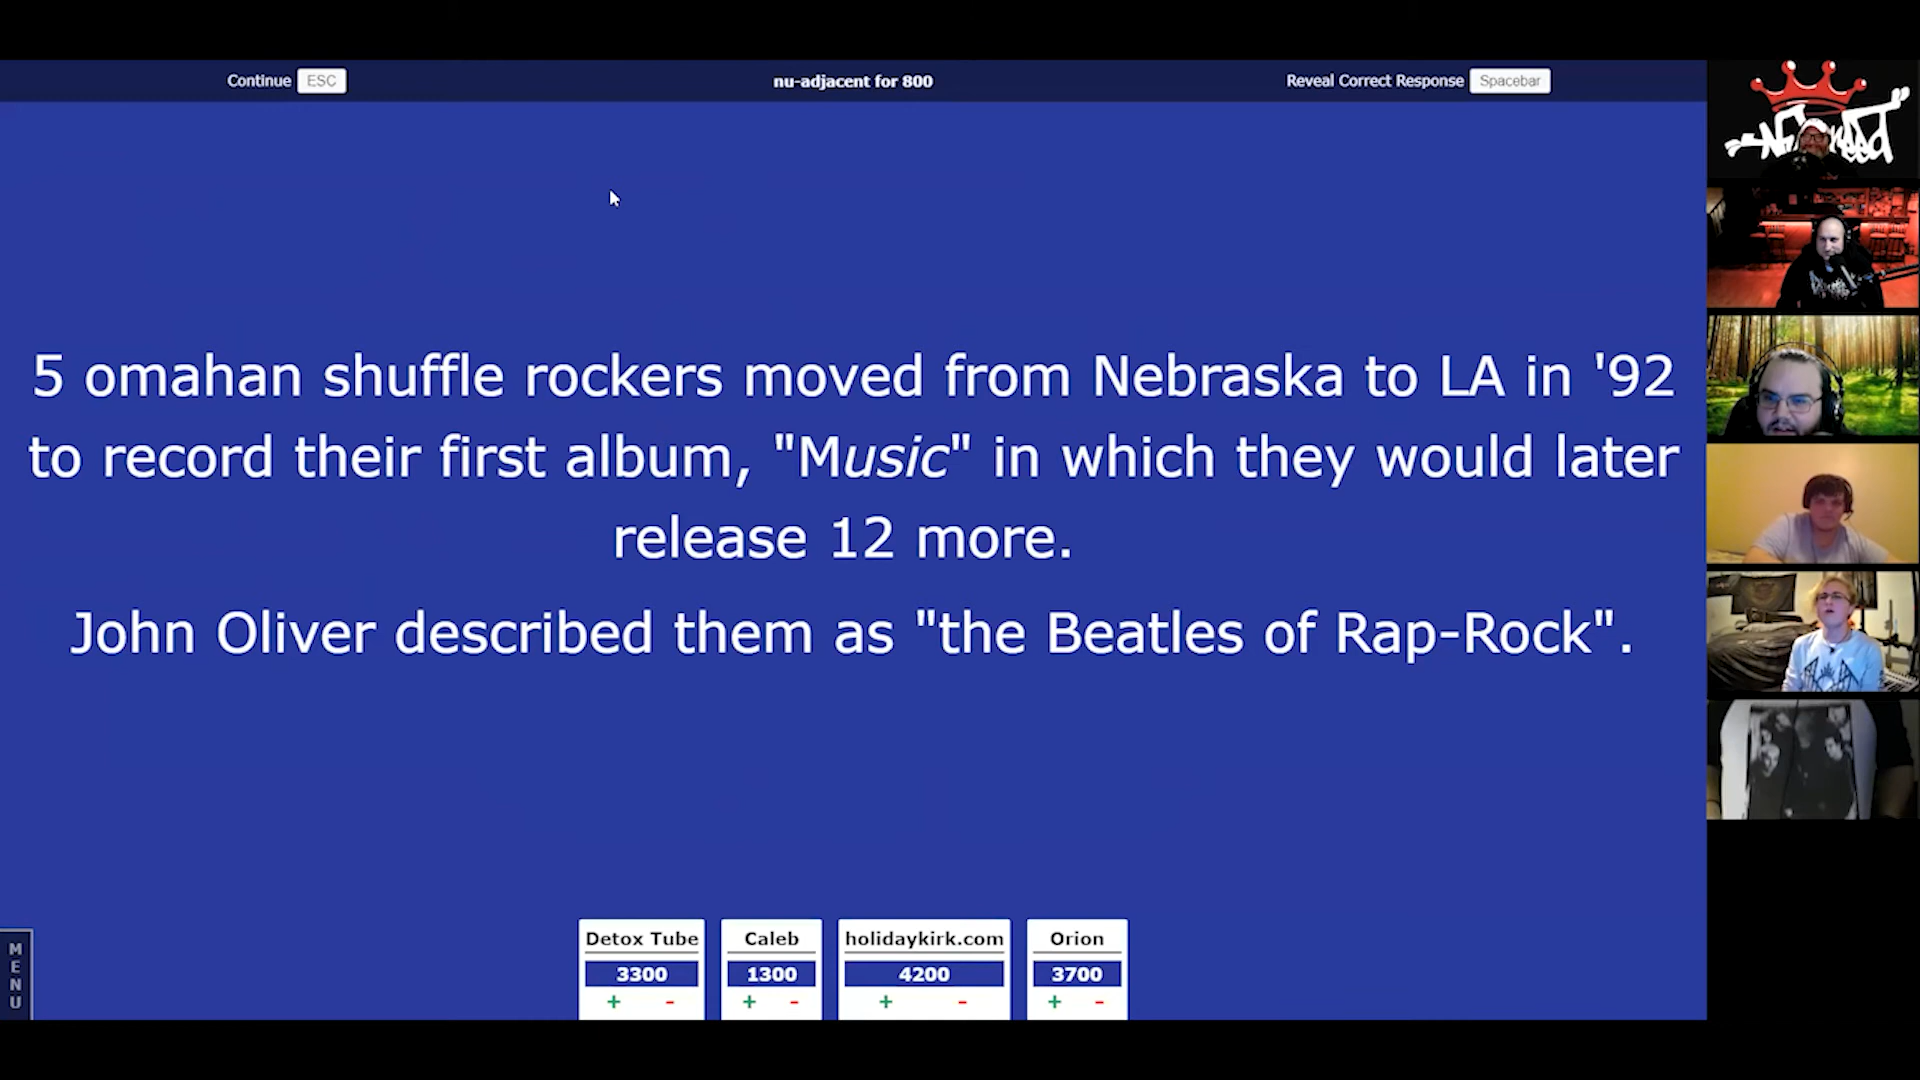 Continue ESC
nu-adjacent for 800
Reveal Correct Response Spacebar
5 omahan shuffle rockers moved from Nebraska to LA in '92
to record their first album, "Music" in which they would later
release 12 more.
John Oliver described them as "the Beatles of Rap-Rock".
MENU
Detox Tube Caleb holidaykirk.com Orion
3300 1300 4200 3700
+ - + - + - + -